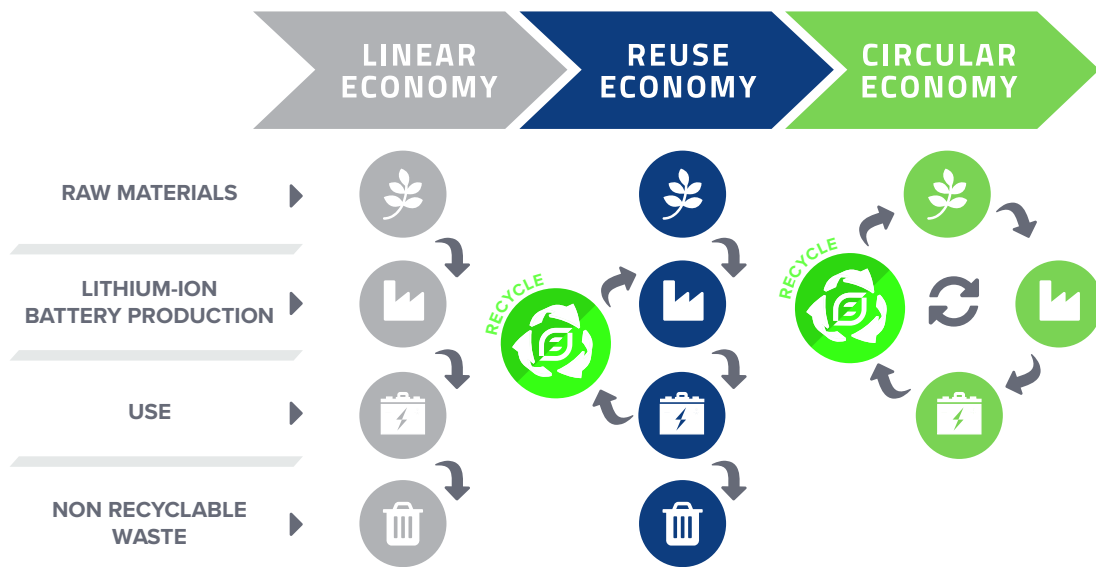 LINEAR
ECONOMY
REUSE
ECONOMY
CIRCULAR
ECONOMY
RAW MATERIALS
LITHIUM-ION
BATTERY PRODUCTION
RECYCLE
RECYCLE
USE
NON RECYCLABLE
WASTE